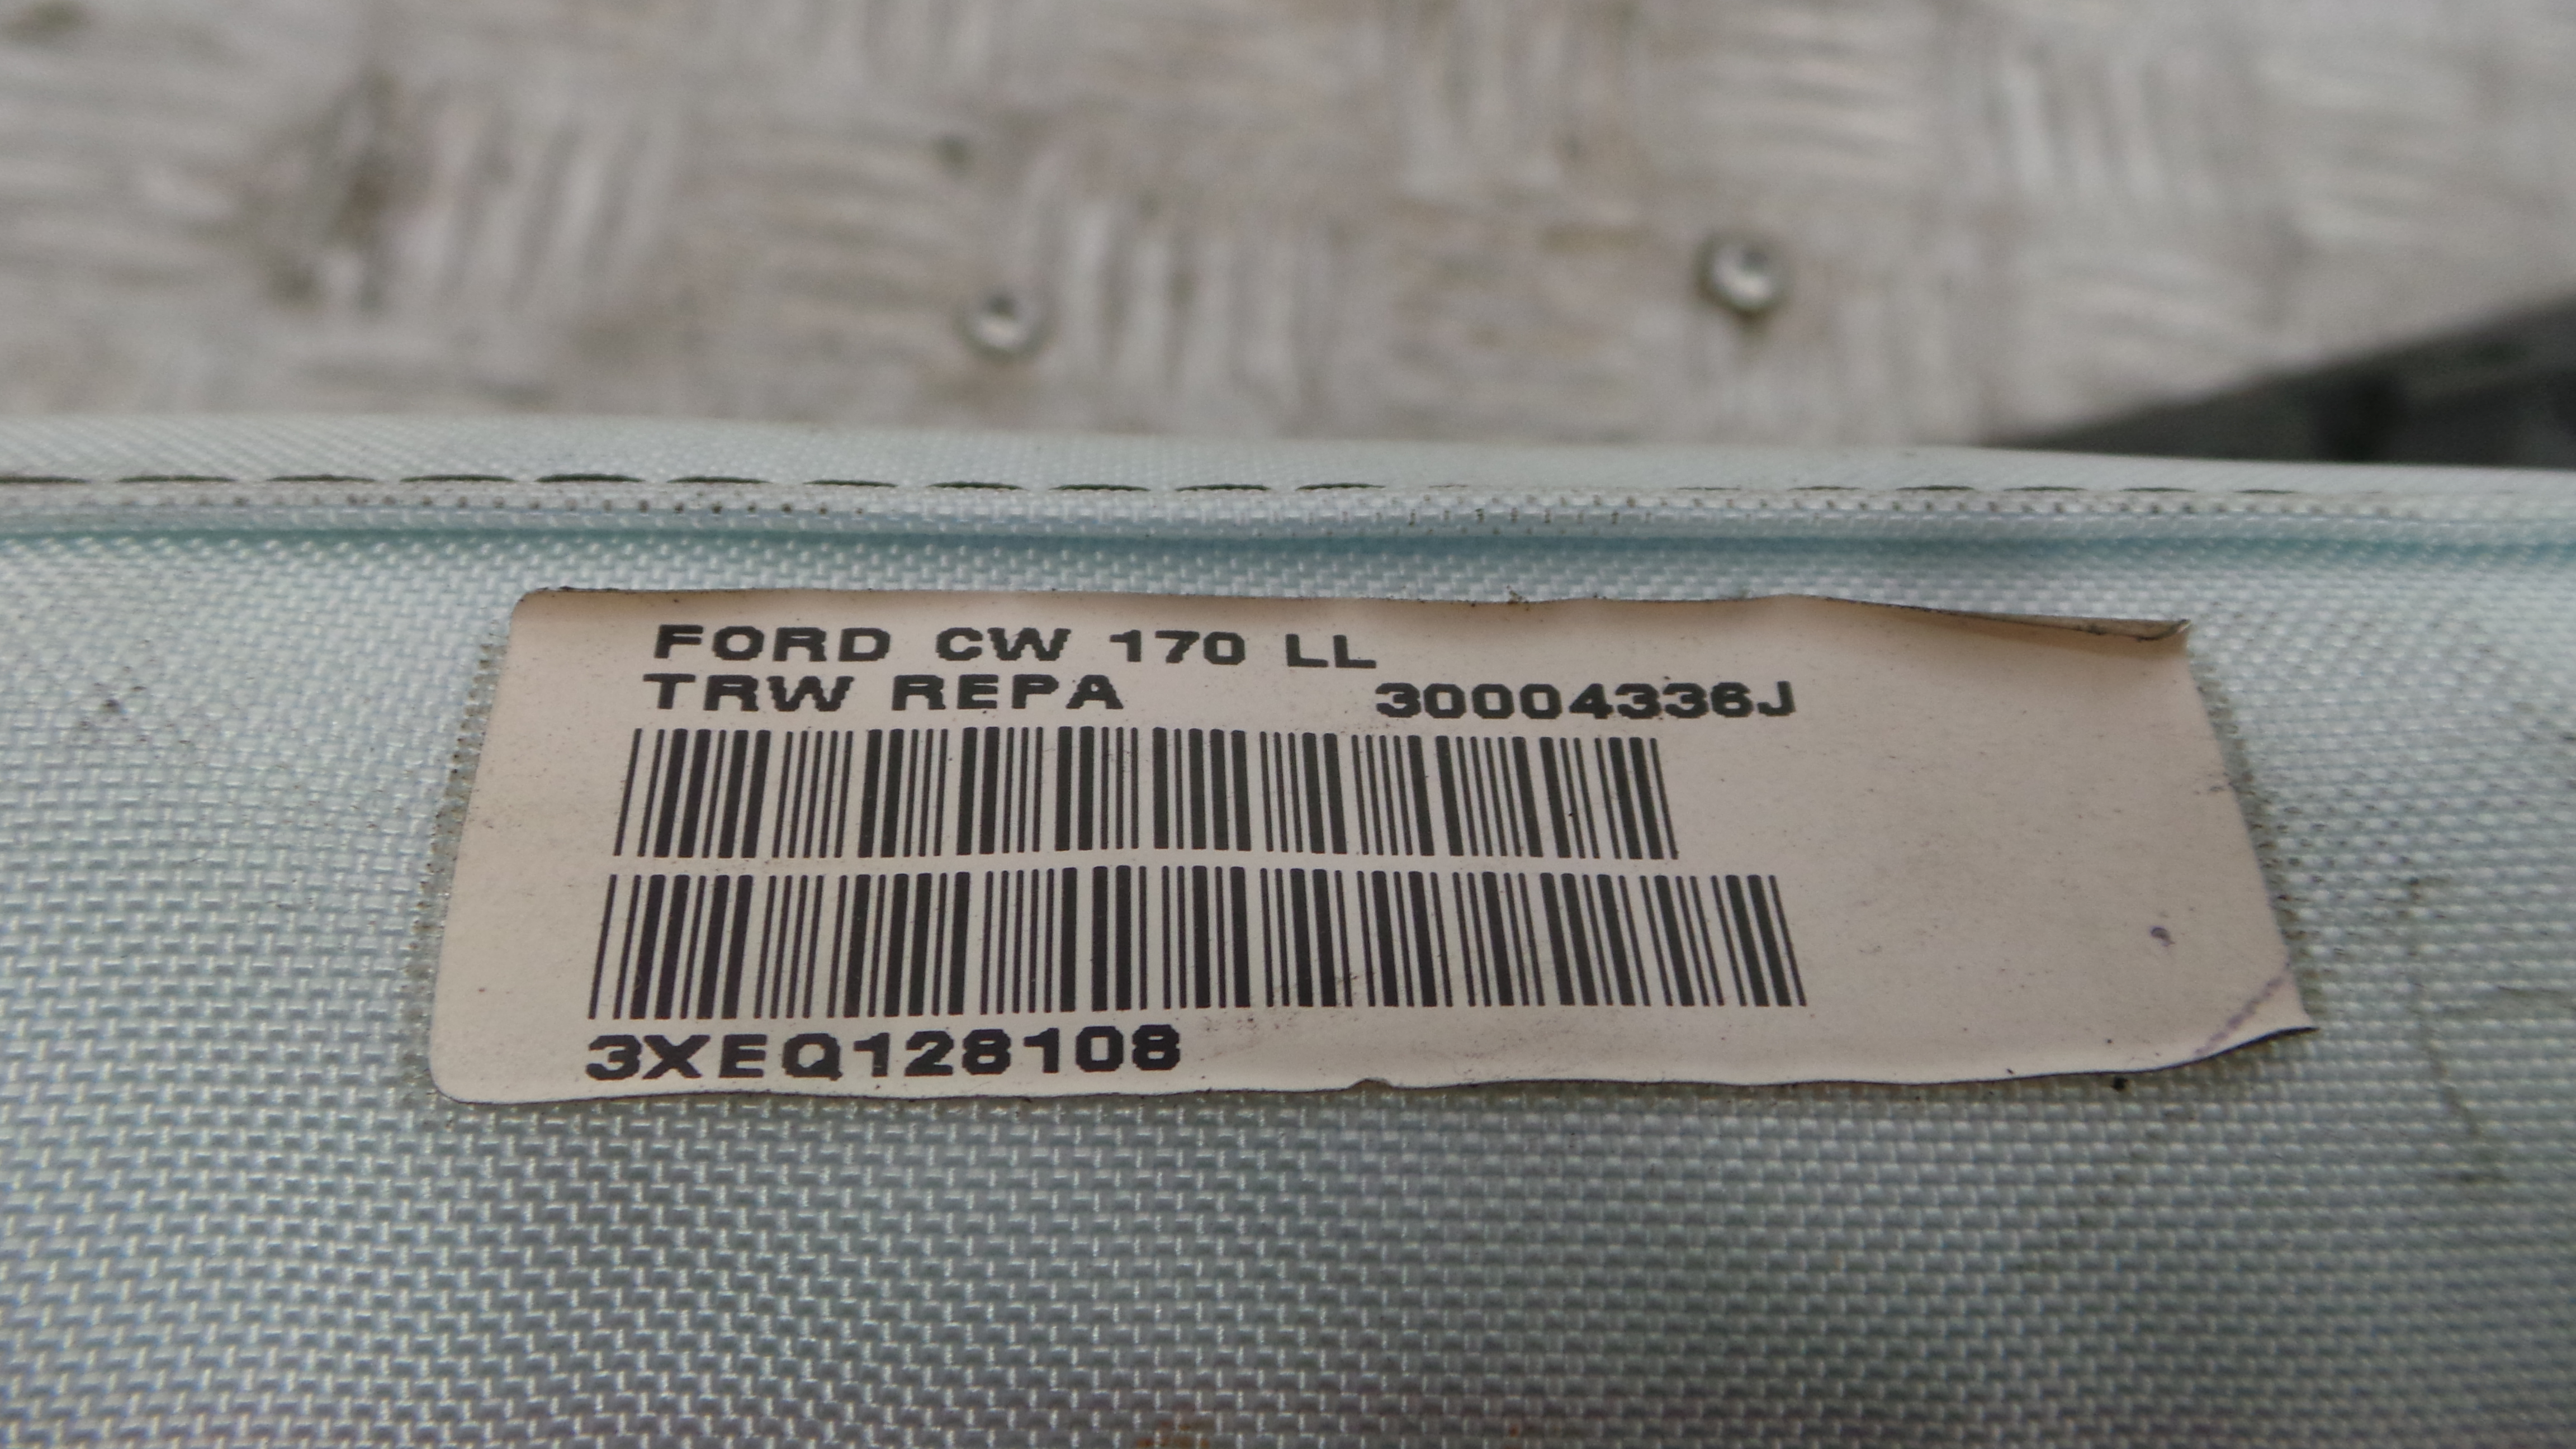 FORD CW 170 LL
TRW REPA 30004336J
3XEQ128108